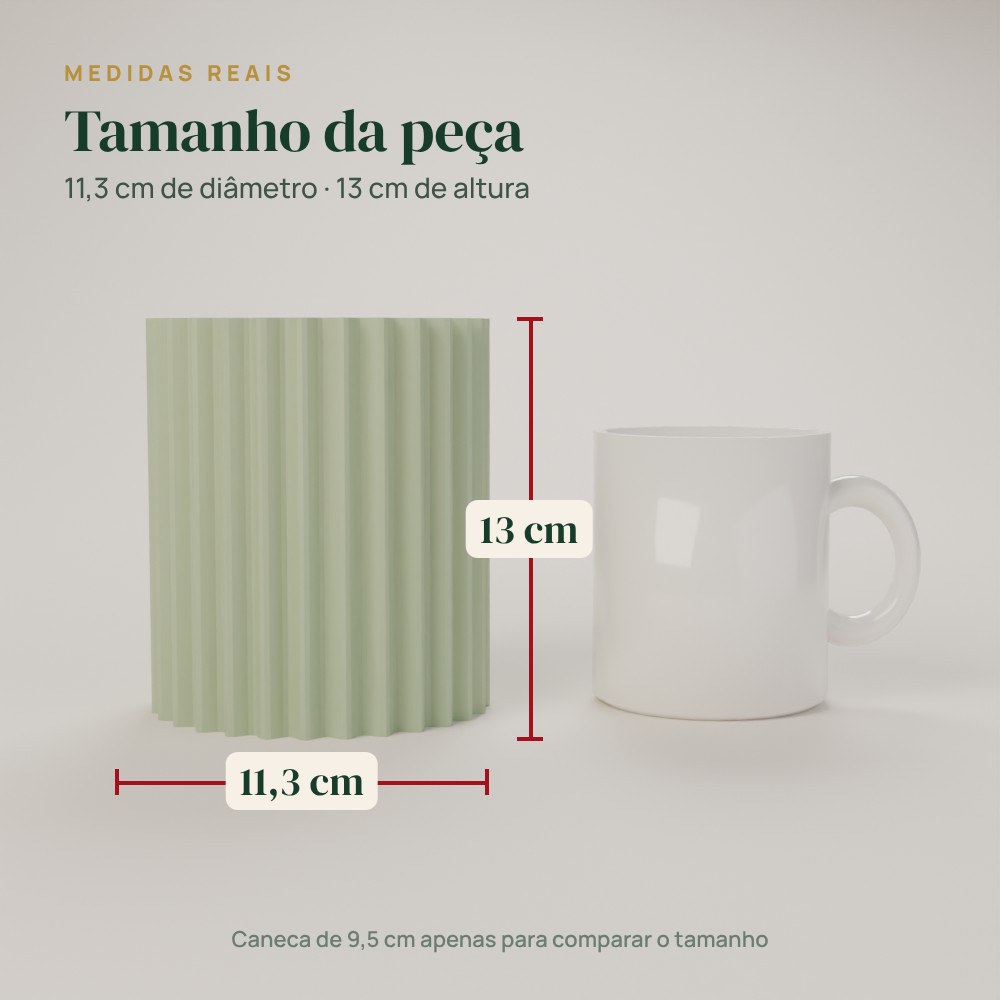 MEDIDAS REAIS
Tamanho da peça
11,3 cm de diâmetro · 13 cm de altura
13 cm
11,3 cm
Caneca de 9,5 cm apenas para comparar o tamanho